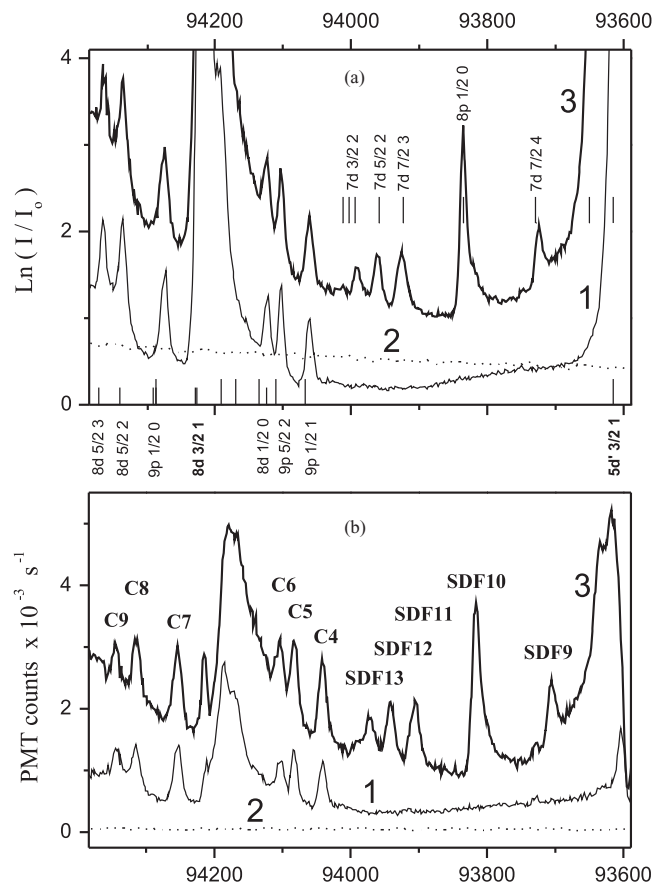 94200 94000 93800 93600
4
2
0
Ln ( I / Io )
(a)
7d 3/2 2
7d 5/2 2
7d 7/2 3
8p 1/2 0
7d 7/2 4
3
1
2
8d 5/2 3
8d 5/2 2
9p 1/2 0
8d 3/2 1
8d 1/2 0
9p 5/2 2
9p 1/2 1
5d' 3/2 1
(b)
4
2
0
PMT counts x 10⁻³ s⁻¹
C9
C8
C7
C6
C5
C4
SDF13
SDF12
SDF11
SDF10
SDF9
3
2
1
94200 94000 93800 93600